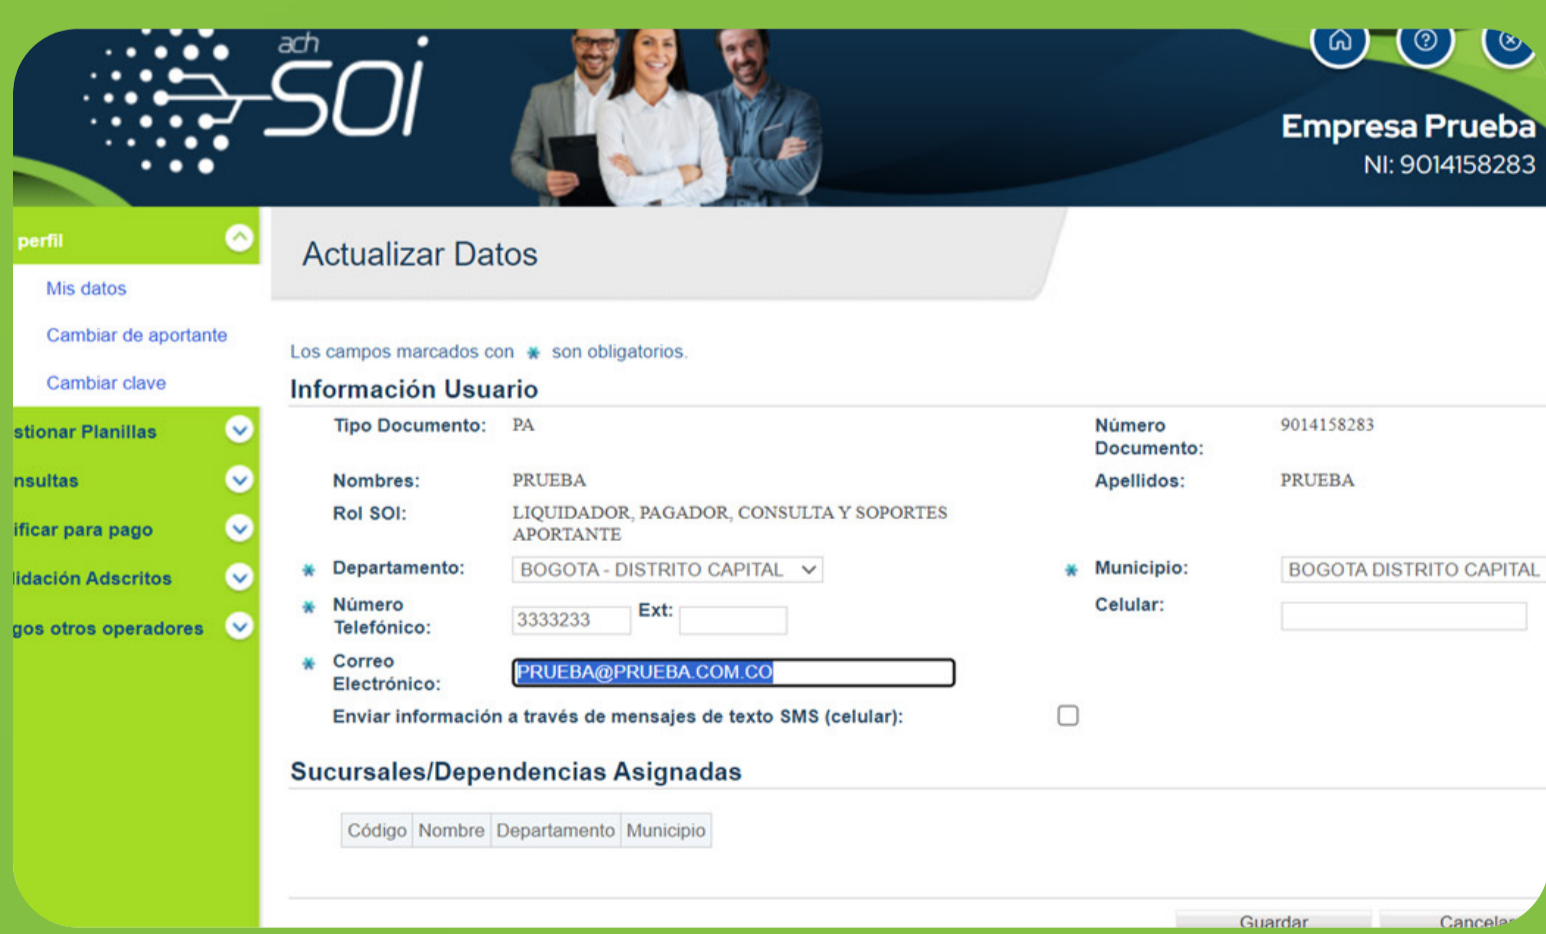 ach
SOI
Empresa Prueba
NI: 9014158283
perfil
Mis datos
Cambiar de aportante
Cambiar clave
stionar Planillas
nsultas
ificar para pago
lidación Adscritos
gos otros operadores
Actualizar Datos
Los campos marcados con * son obligatorios.
Información Usuario
Tipo Documento: PA
Número Documento: 9014158283
Nombres: PRUEBA
Apellidos: PRUEBA
Rol SOI: LIQUIDADOR, PAGADOR, CONSULTA Y SOPORTES
APORTANTE
* Departamento: BOGOTA - DISTRITO CAPITAL
* Municipio: BOGOTA DISTRITO CAPITAL
* Número Telefónico: 3333233 Ext:
Celular:
* Correo Electrónico: PRUEBA@PRUEBA.COM.CO
Enviar información a través de mensajes de texto SMS (celular):
Sucursales/Dependencias Asignadas
Código Nombre Departamento Municipio
Guardar Cancelar